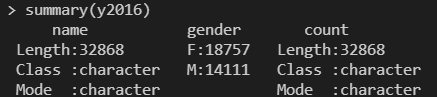 > summary(y2016)
     name           gender        count
 Length:32868       F:18757   Length:32868
 Class :character   M:14111   Class :character
 Mode  :character             Mode  :character